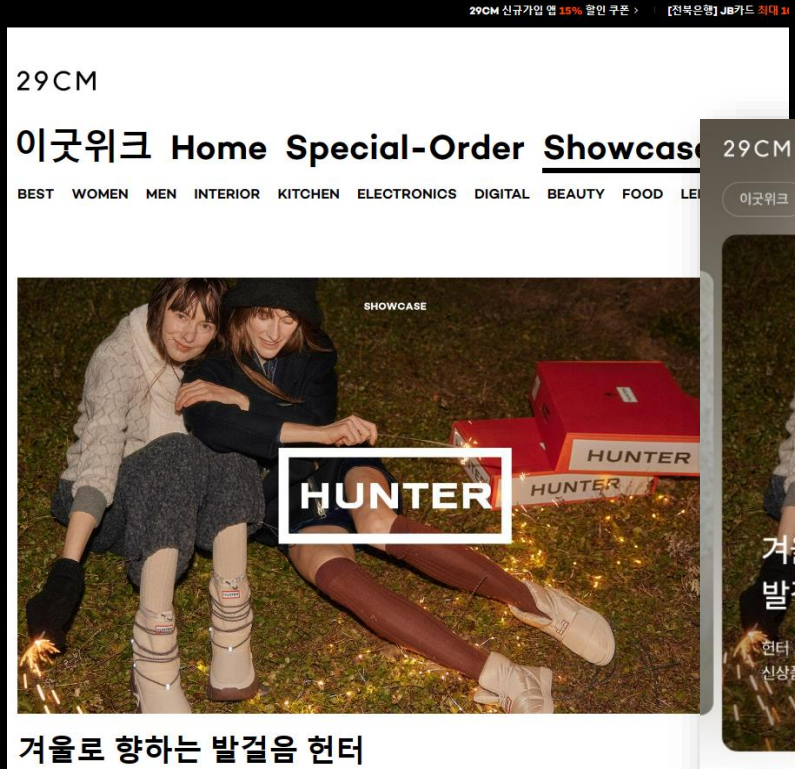 29CM 신규가입 앱 15% 할인 쿠폰 > [전북은행] JB카드 최대
29CM
이굿위크 Home Special-Order Showcase
BEST WOMEN MEN INTERIOR KITCHEN ELECTRONICS DIGITAL BEAUTY FOOD
SHOWCASE
HUNTER
HUNTER
HUNTER
겨울로 향하는 발걸음 헌터
29CM
이굿위크
헌터